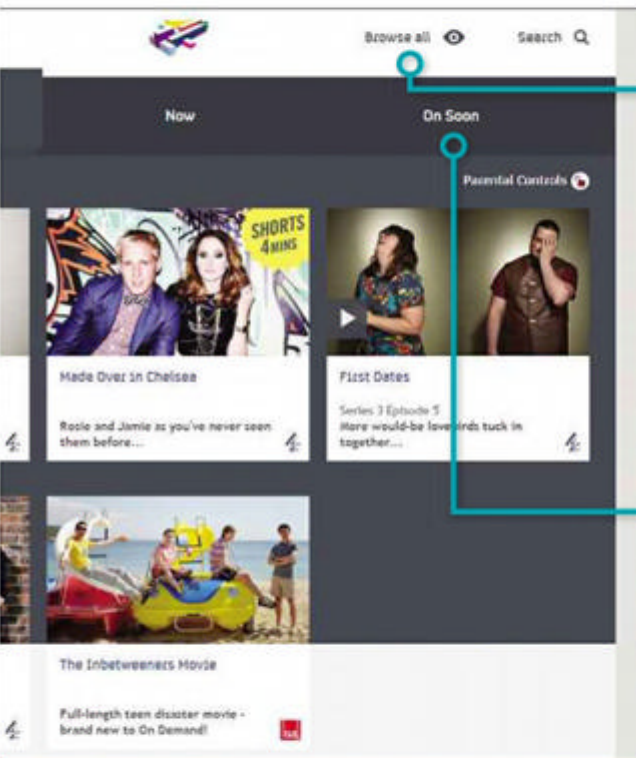 Browse all
Search
Now
On Soon
Parental Controls
SHORTS
4MINS
Made Over in Chelsea
Rosie and Jamie as you've never seen
them before...
First Dates
Series 3 Episode 5
More would-be lovebirds tuck in
together...
The Inbetweeners Movie
Full-length teen disaster movie -
brand new to On Demand!